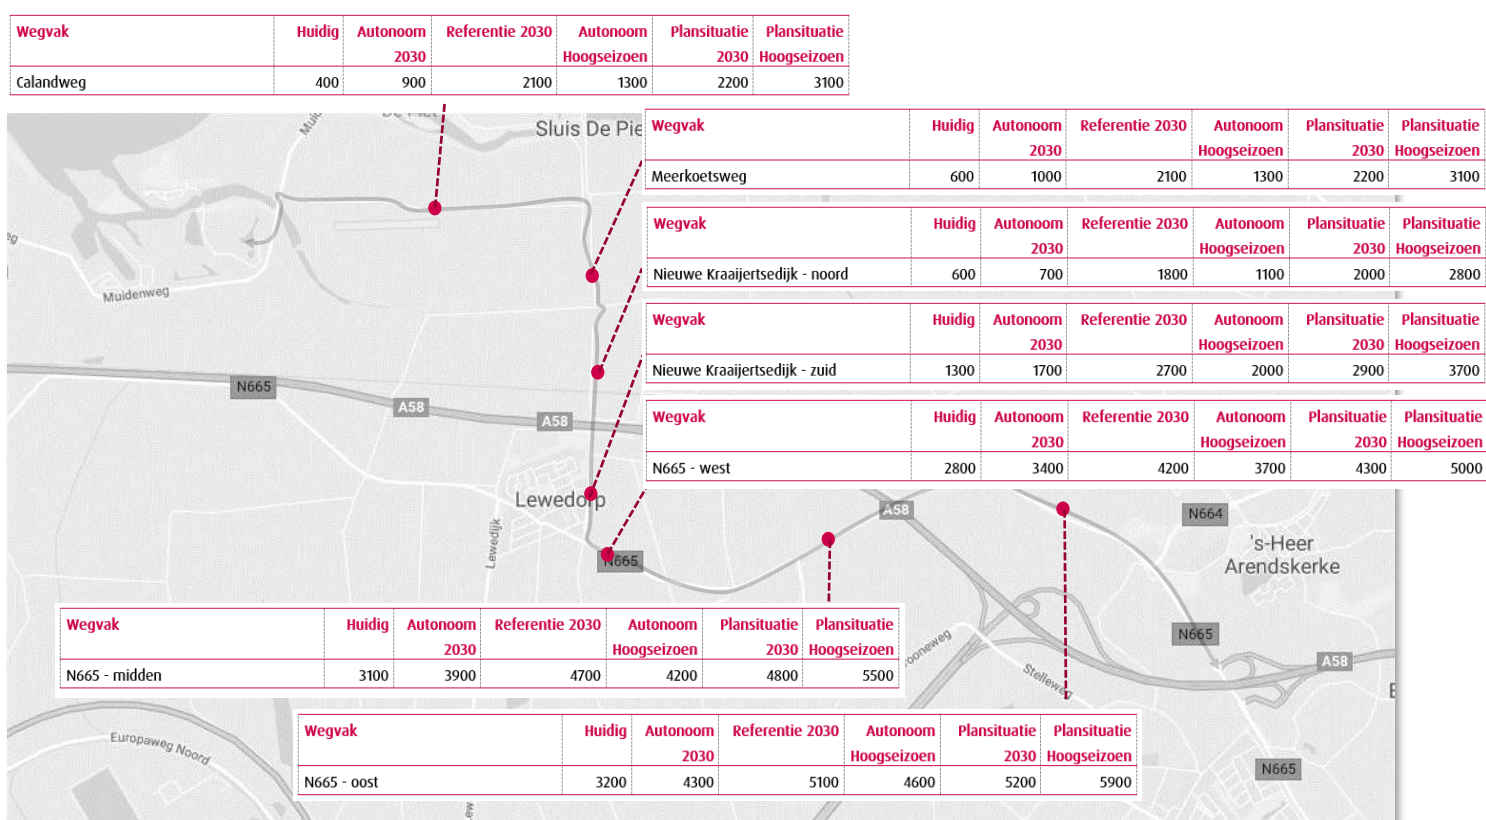 Wegvak Huidig Autonoom 2030 Referentie 2030 Autonoom Hoogseizoen Plansituatie 2030 Plansituatie Hoogseizoen
Calandweg 400 900 2100 1300 2200 3100
Sluis De Pie
Wegvak Huidig Autonoom 2030 Referentie 2030 Autonoom Hoogseizoen Plansituatie 2030 Plansituatie Hoogseizoen
Meerkoetsweg 600 1000 2100 1300 2200 3100
Wegvak Huidig Autonoom 2030 Referentie 2030 Autonoom Hoogseizoen Plansituatie 2030 Plansituatie Hoogseizoen
Nieuwe Kraaijertsedijk - noord 600 700 1800 1100 2000 2800
Muidenweg
Wegvak Huidig Autonoom 2030 Referentie 2030 Autonoom Hoogseizoen Plansituatie 2030 Plansituatie Hoogseizoen
Nieuwe Kraaijertsedijk - zuid 1300 1700 2700 2000 2900 3700
N665
A58
A58
Wegvak Huidig Autonoom 2030 Referentie 2030 Autonoom Hoogseizoen Plansituatie 2030 Plansituatie Hoogseizoen
N665 - west 2800 3400 4200 3700 4300 5000
Lewedorp
Lewedijk
N665
A58
N664
's-Heer
Arendskerke
N665
A58
Stelleweg
Wegvak Huidig Autonoom 2030 Referentie 2030 Autonoom Hoogseizoen Plansituatie 2030 Plansituatie Hoogseizoen
N665 - midden 3100 3900 4700 4200 4800 5500
Europaweg Noord
Wegvak Huidig Autonoom 2030 Referentie 2030 Autonoom Hoogseizoen Plansituatie 2030 Plansituatie Hoogseizoen
N665 - oost 3200 4300 5100 4600 5200 5900
N665